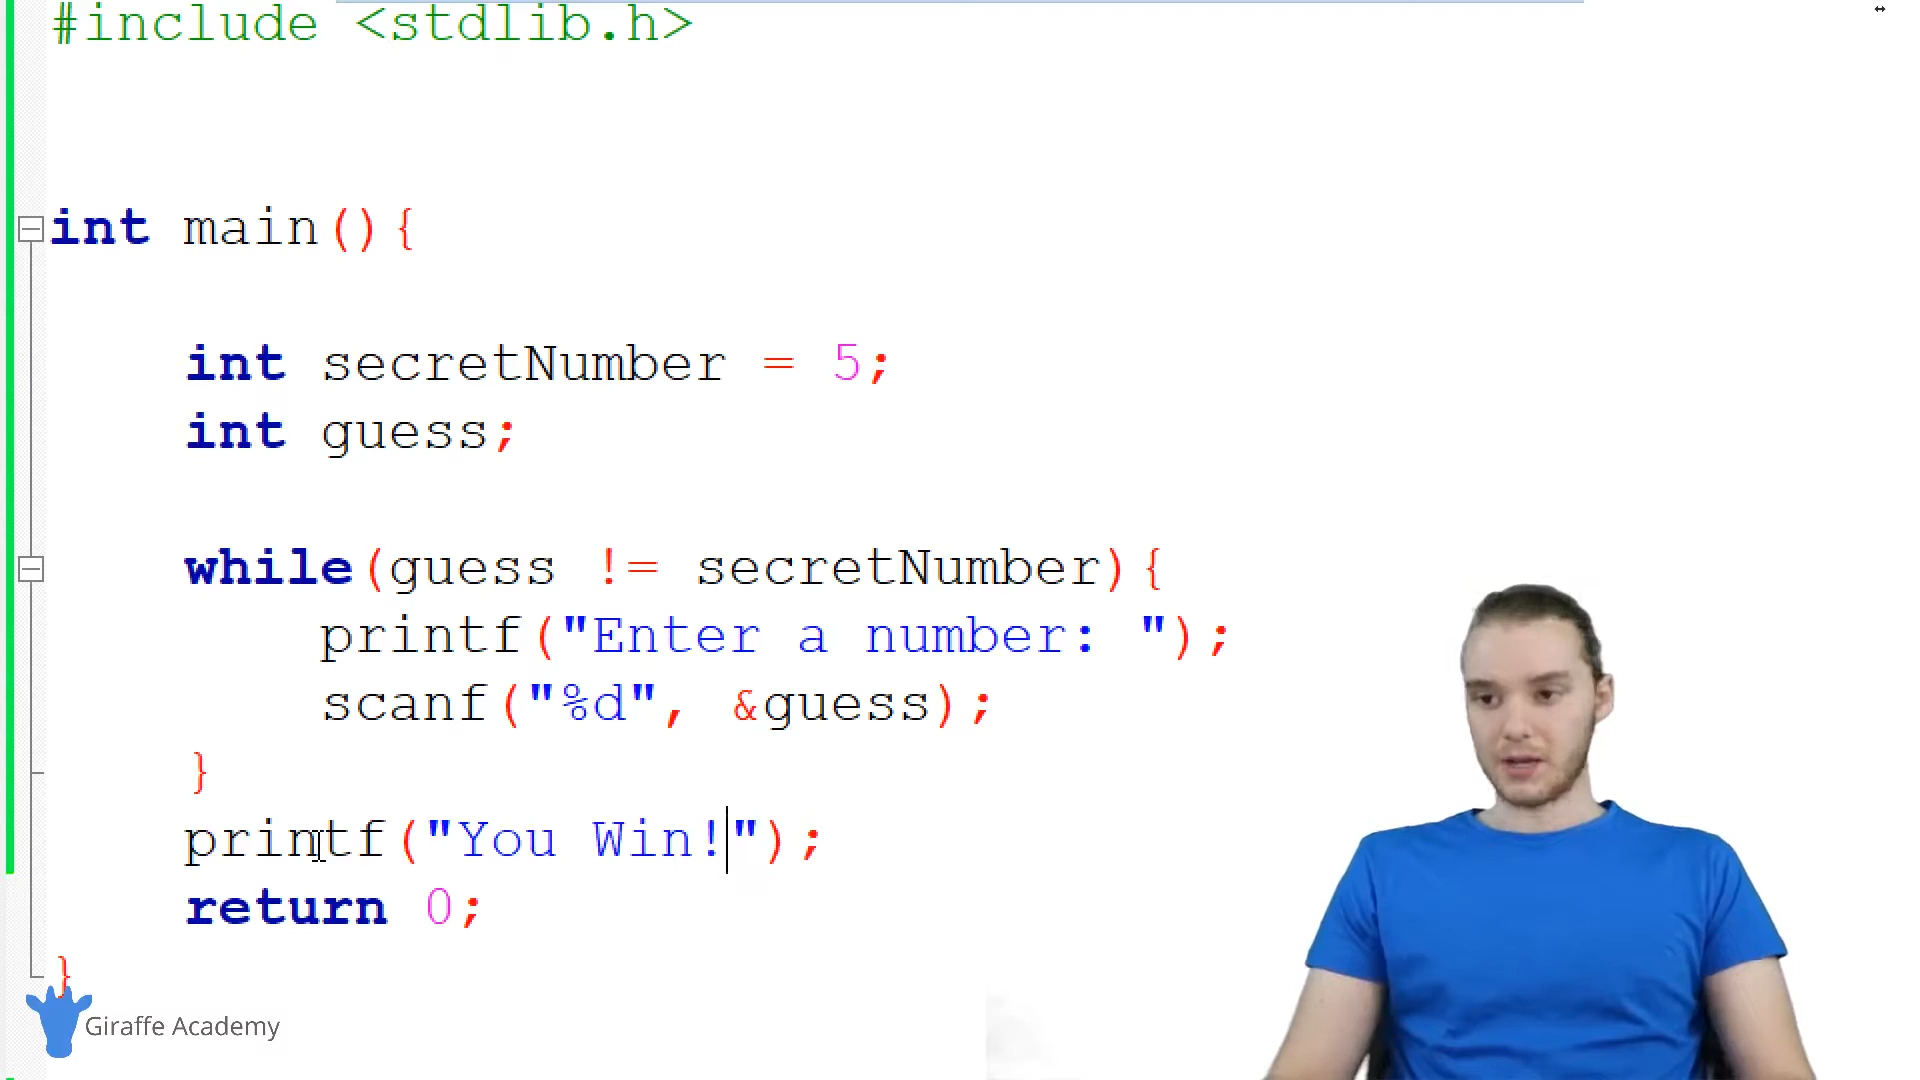 #include <stdlib.h>
int main(){
int secretNumber = 5;
int guess;
while(guess != secretNumber){
printf("Enter a number: ");
scanf("%d", &guess);
}
printf("You Win!");
return 0;
}
Giraffe Academy